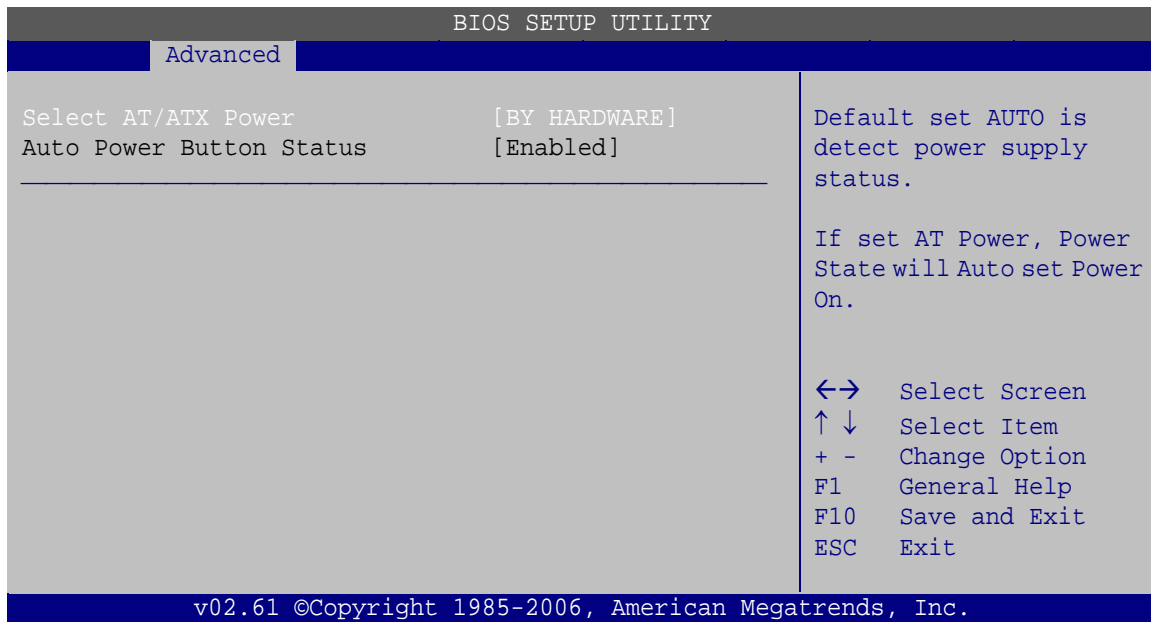 BIOS SETUP UTILITY
Advanced
Select AT/ATX Power [BY HARDWARE]
Auto Power Button Status [Enabled]
Default set AUTO is
detect power supply
status.
If set AT Power, Power
State will Auto set Power
On.
←→ Select Screen
↑ ↓ Select Item
+ - Change Option
F1 General Help
F10 Save and Exit
ESC Exit
v02.61 ©Copyright 1985-2006, American Megatrends, Inc.